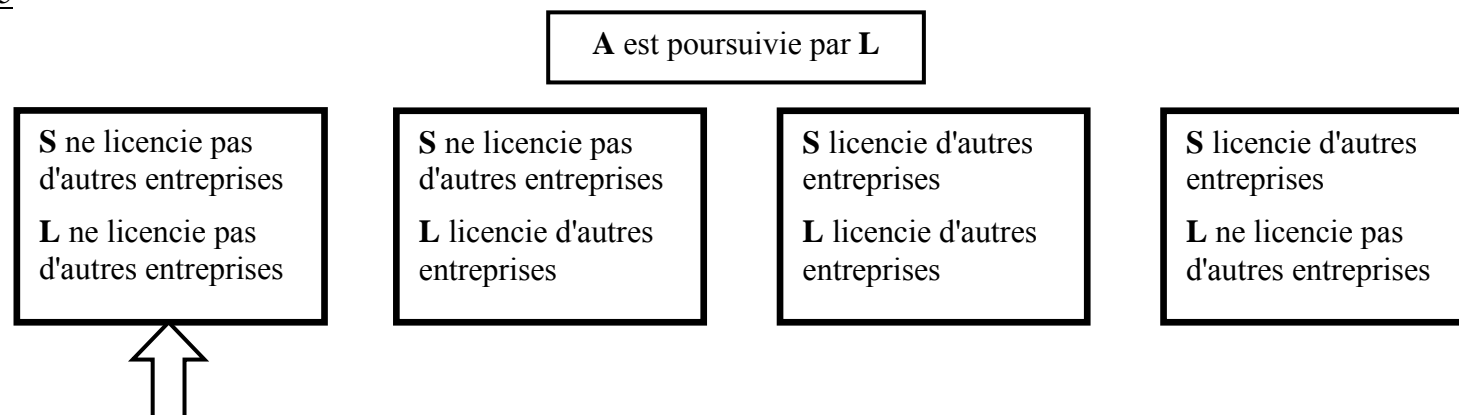 A est poursuivie par L
S ne licencie pas
d'autres entreprises
L ne licencie pas
d'autres entreprises
S ne licencie pas
d'autres entreprises
L licencie d'autres
entreprises
S licencie d'autres
entreprises
L licencie d'autres
entreprises
S licencie d'autres
entreprises
L ne licencie pas
d'autres entreprises